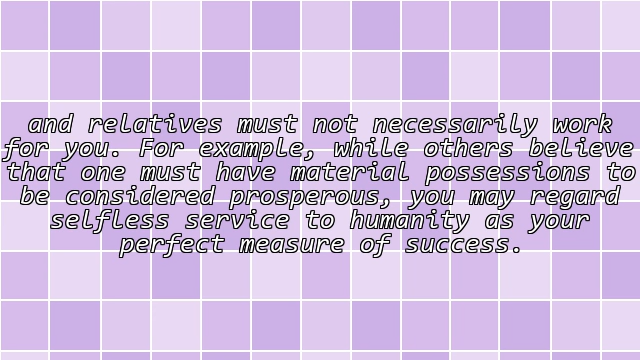 and relatives must not necessarily work
for you. For example, while others believe
that one must have material possessions to
be considered prosperous, you may regard
selfless service to humanity as your
perfect measure of success.